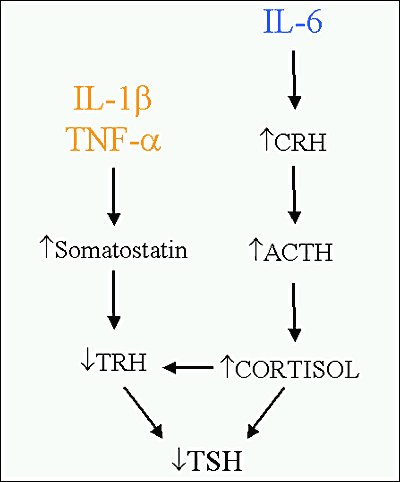 IL-6
IL-1β
TNF-α
↑CRH
↑Somatostatin
↑ACTH
↓TRH
↑CORTISOL
↓TSH